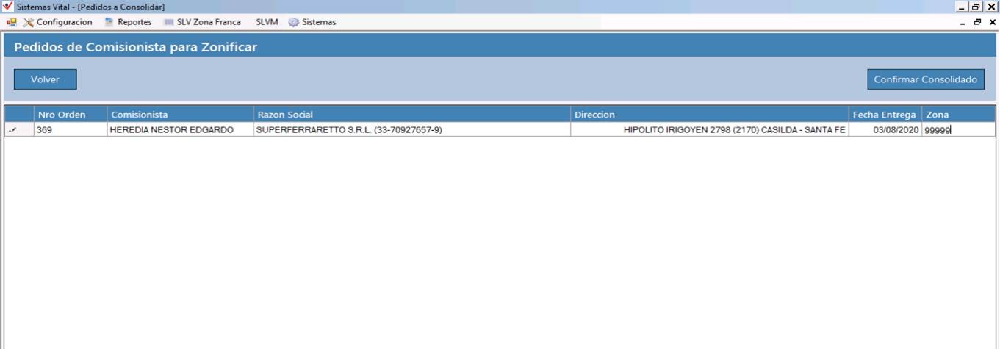 Sistemas Vital - [Pedidos a Consolidar]
Configuracion Reportes SLV Zona Franca SLVM Sistemas
Pedidos de Comisionista para Zonificar
Volver Confirmar Consolidado
Nro Orden Comisionista Razon Social Direccion Fecha Entrega Zona
369 HEREDIA NESTOR EDGARDO SUPERFERRARETTO S.R.L. (33-70927657-9) HIPOLITO IRIGOYEN 2798 (2170) CASILDA - SANTA FE 03/08/2020 99999